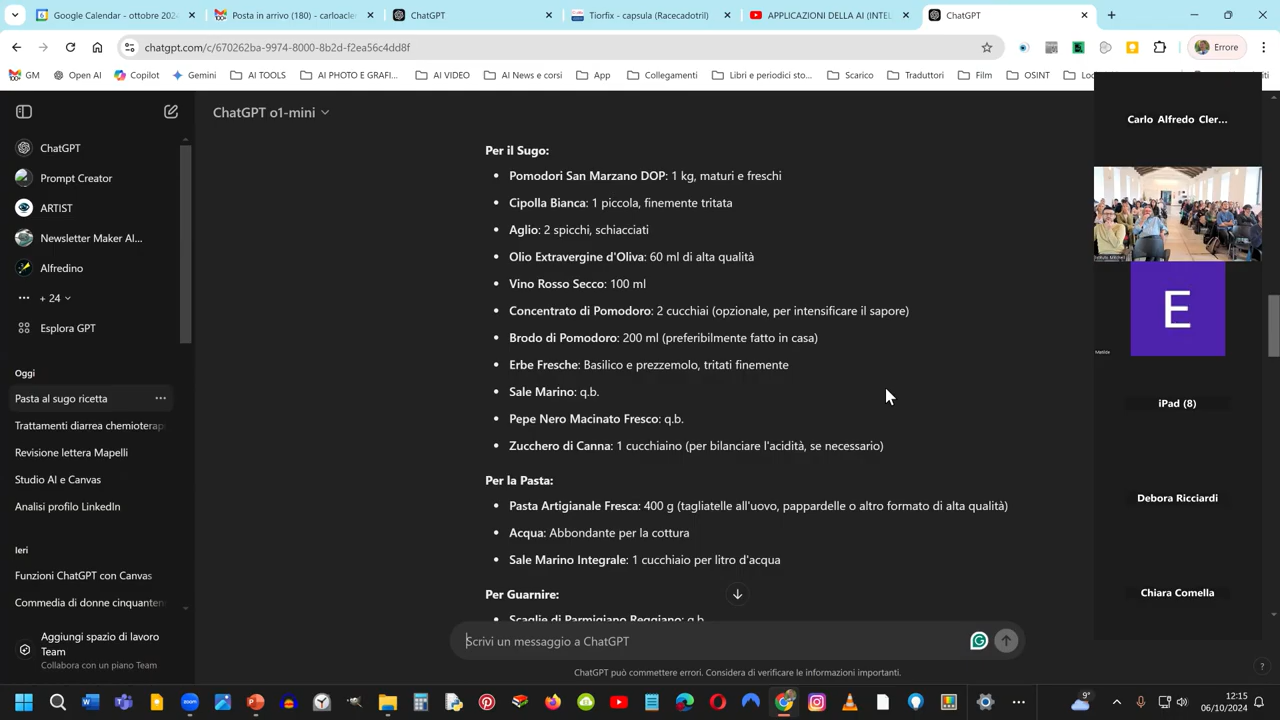 Google Calendar - ottobre 2024
Posta in arrivo (180) - carloacler
ChatGPT
Tiorfix - capsula (Racecadotril)
APPLICAZIONI DELLA AI (INTEL
ChatGPT
chatgpt.com/c/670262ba-9974-8000-8b2d-f2ea56c4dd8f
Errore
GM
Open AI
Copilot
Gemini
AI TOOLS
AI PHOTO E GRAFI...
AI VIDEO
AI News e corsi
App
Collegamenti
Libri e periodici sto...
Scarico
Traduttori
Film
OSINT
ChatGPT o1-mini
ChatGPT
Prompt Creator
ARTIST
Newsletter Maker AI...
Alfredino
+ 24
Esplora GPT
Oggi
Pasta al sugo ricetta
Trattamenti diarrea chemioterap
Revisione lettera Mapelli
Studio AI e Canvas
Analisi profilo LinkedIn
Ieri
Funzioni ChatGPT con Canvas
Commedia di donne cinquanten
Aggiungi spazio di lavoro
Team
Collabora con un piano Team
Per il Sugo:
Pomodori San Marzano DOP: 1 kg, maturi e freschi
Cipolla Bianca: 1 piccola, finemente tritata
Aglio: 2 spicchi, schiacciati
Olio Extravergine d'Oliva: 60 ml di alta qualità
Vino Rosso Secco: 100 ml
Concentrato di Pomodoro: 2 cucchiai (opzionale, per intensificare il sapore)
Brodo di Pomodoro: 200 ml (preferibilmente fatto in casa)
Erbe Fresche: Basilico e prezzemolo, tritati finemente
Sale Marino: q.b.
Pepe Nero Macinato Fresco: q.b.
Zucchero di Canna: 1 cucchiaino (per bilanciare l'acidità, se necessario)
Per la Pasta:
Pasta Artigianale Fresca: 400 g (tagliatelle all'uovo, pappardelle o altro formato di alta qualità)
Acqua: Abbondante per la cottura
Sale Marino Integrale: 1 cucchiaio per litro d'acqua
Per Guarnire:
Scaglie di Parmigiano Reggiano: q.b.
Scrivi un messaggio a ChatGPT
ChatGPT può commettere errori. Considera di verificare le informazioni importanti.
Carlo Alfredo Cler...
E
Matilde
iPad (8)
Debora Ricciardi
Chiara Comella
?
9°
12:15
06/10/2024